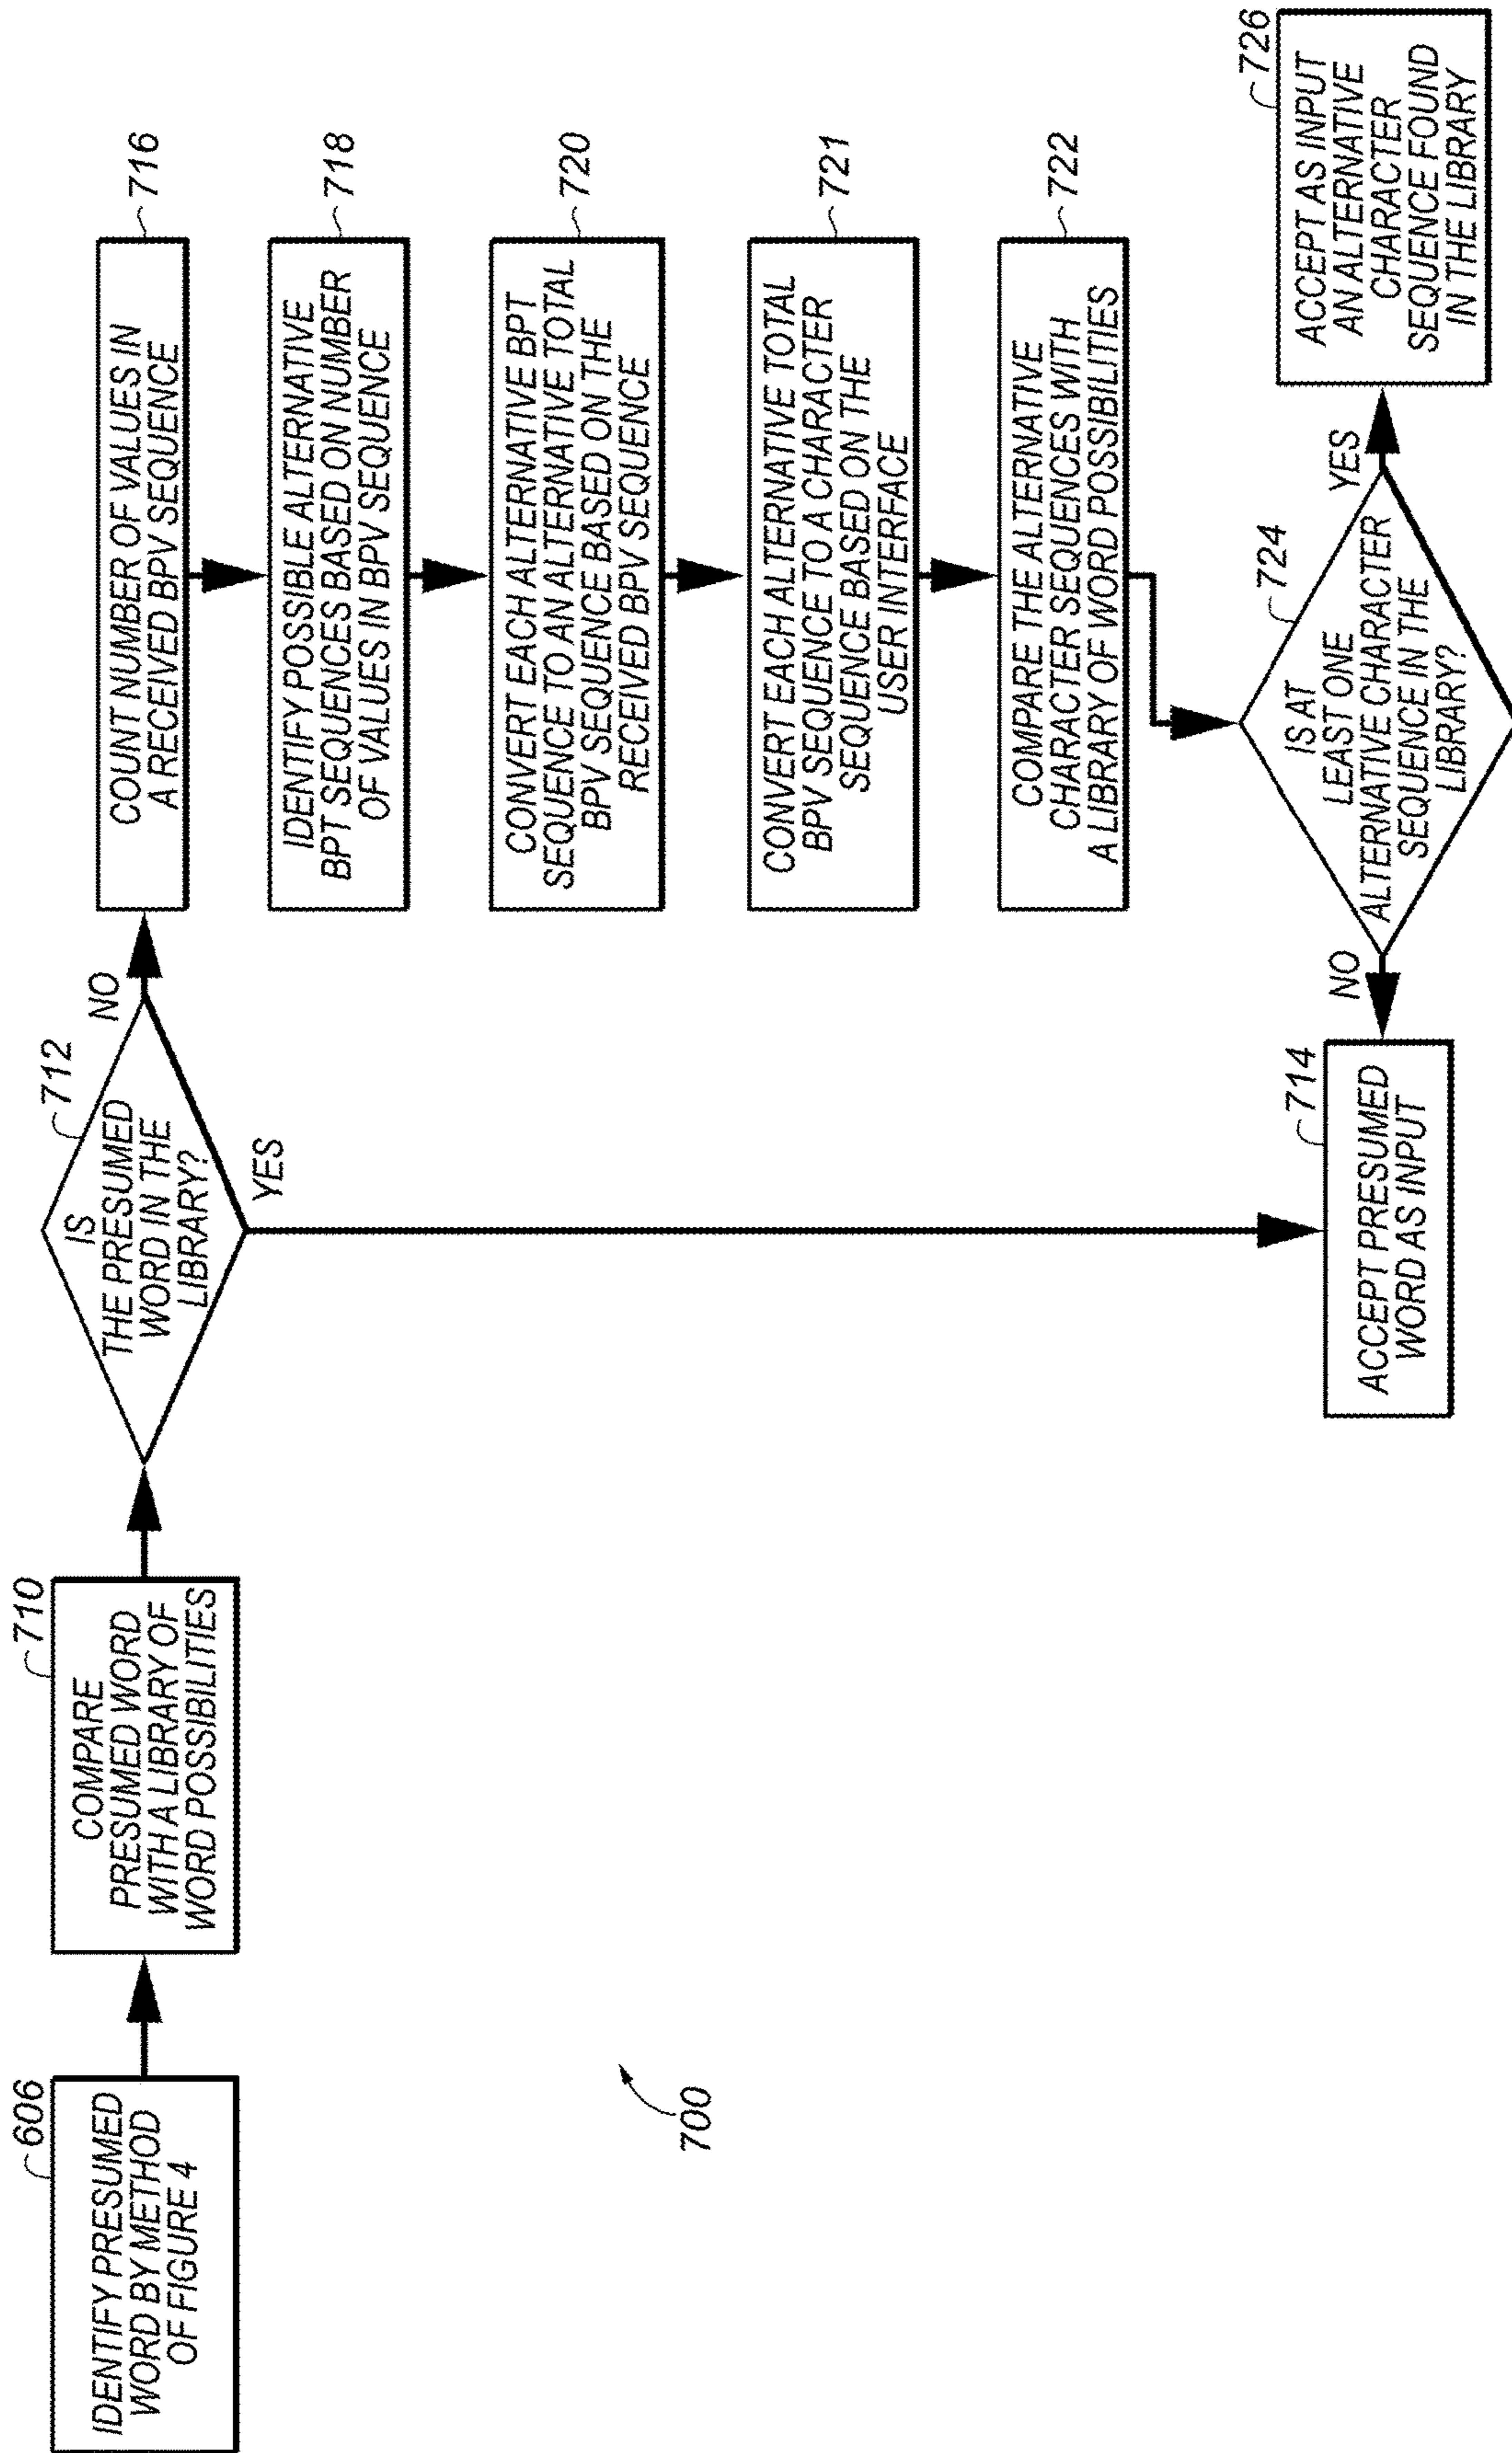 606
IDENTIFY PRESUMED
WORD BY METHOD
OF FIGURE 4
710
COMPARE
PRESUMED WORD
WITH A LIBRARY OF
WORD POSSIBILITIES
712
IS
THE PRESUMED
WORD IN THE
LIBRARY?
NO
YES
716
COUNT NUMBER OF VALUES IN
A RECEIVED BPV SEQUENCE
718
IDENTIFY POSSIBLE ALTERNATIVE
BPT SEQUENCES BASED ON NUMBER
OF VALUES IN BPV SEQUENCE
720
CONVERT EACH ALTERNATIVE BPT
SEQUENCE TO AN ALTERNATIVE TOTAL
BPV SEQUENCE BASED ON THE
RECEIVED BPV SEQUENCE
721
CONVERT EACH ALTERNATIVE TOTAL
BPV SEQUENCE TO A CHARACTER
SEQUENCE BASED ON THE
USER INTERFACE
722
COMPARE THE ALTERNATIVE
CHARACTER SEQUENCES WITH
A LIBRARY OF WORD POSSIBILITIES
724
IS AT
LEAST ONE
ALTERNATIVE CHARACTER
SEQUENCE IN THE
LIBRARY?
NO
YES
714
ACCEPT PRESUMED
WORD AS INPUT
726
ACCEPT AS INPUT
AN ALTERNATIVE
CHARACTER
SEQUENCE FOUND
IN THE LIBRARY
700